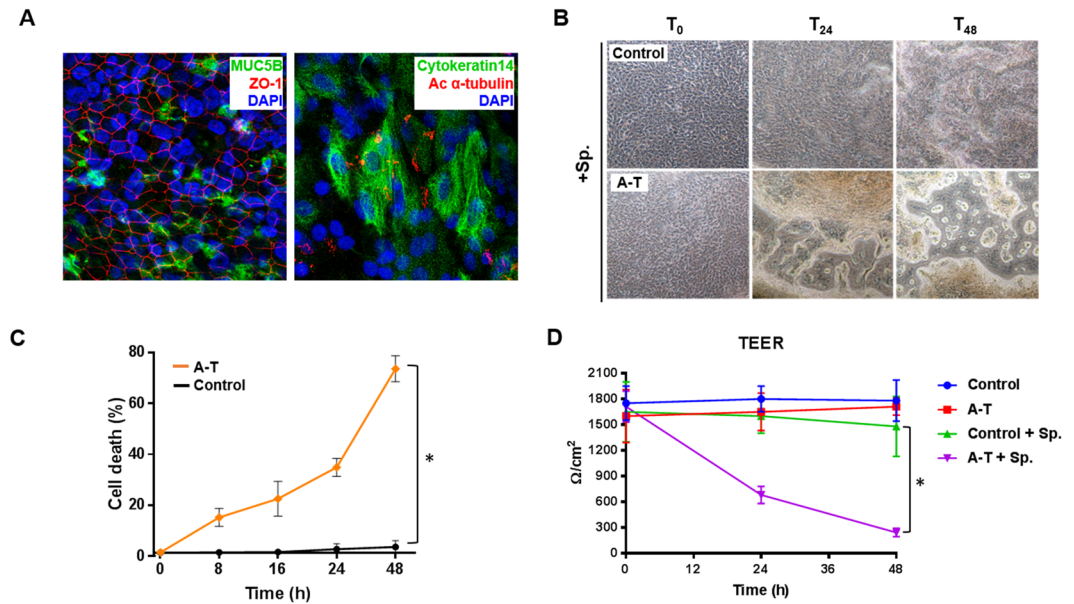 A
MUC5B
ZO-1
DAPI
Cytokeratin14
Ac α-tubulin
DAPI
B
T0
T24
T48
+Sp.
Control
A-T
C
Cell death (%)
80
60
40
20
0
A-T
Control
*
0 8 16 24 48
Time (h)
D
TEER
Ω/cm2
2100
1800
1500
1200
900
600
300
0
*
0 12 24 36 48
Time (h)
Control
A-T
Control + Sp.
A-T + Sp.